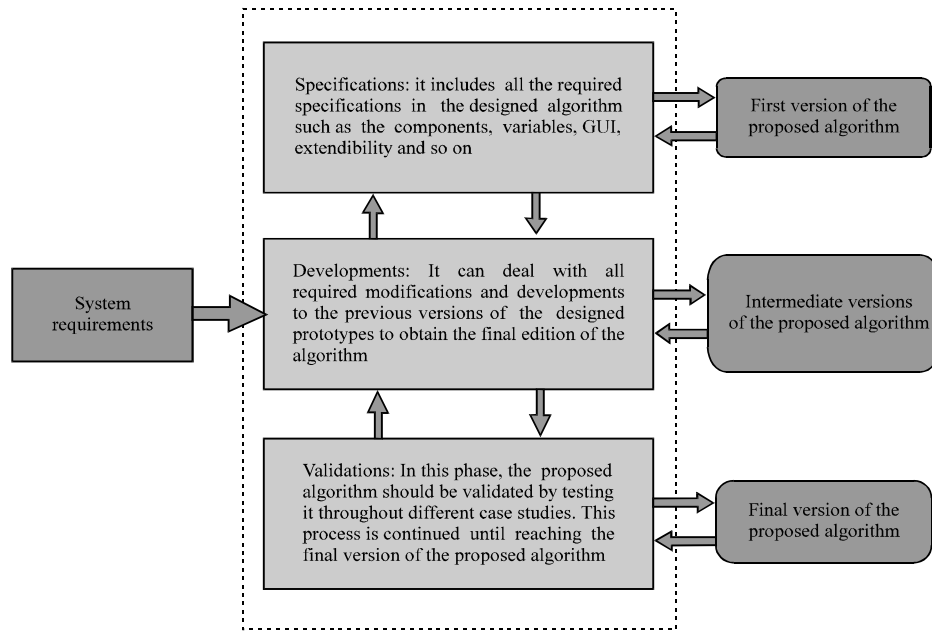 Specifications: it includes all the required
specifications in the designed algorithm
such as the components, variables, GUI,
extendibility and so on
First version of the
proposed algorithm
System
requirements
Developments: It can deal with all
required modifications and developments
to the previous versions of the designed
prototypes to obtain the final edition of the
algorithm
Intermediate versions
of the proposed algorithm
Validations: In this phase, the proposed
algorithm should be validated by testing
it throughout different case studies. This
process is continued until reaching the
final version of the proposed algorithm
Final version of the
proposed algorithm